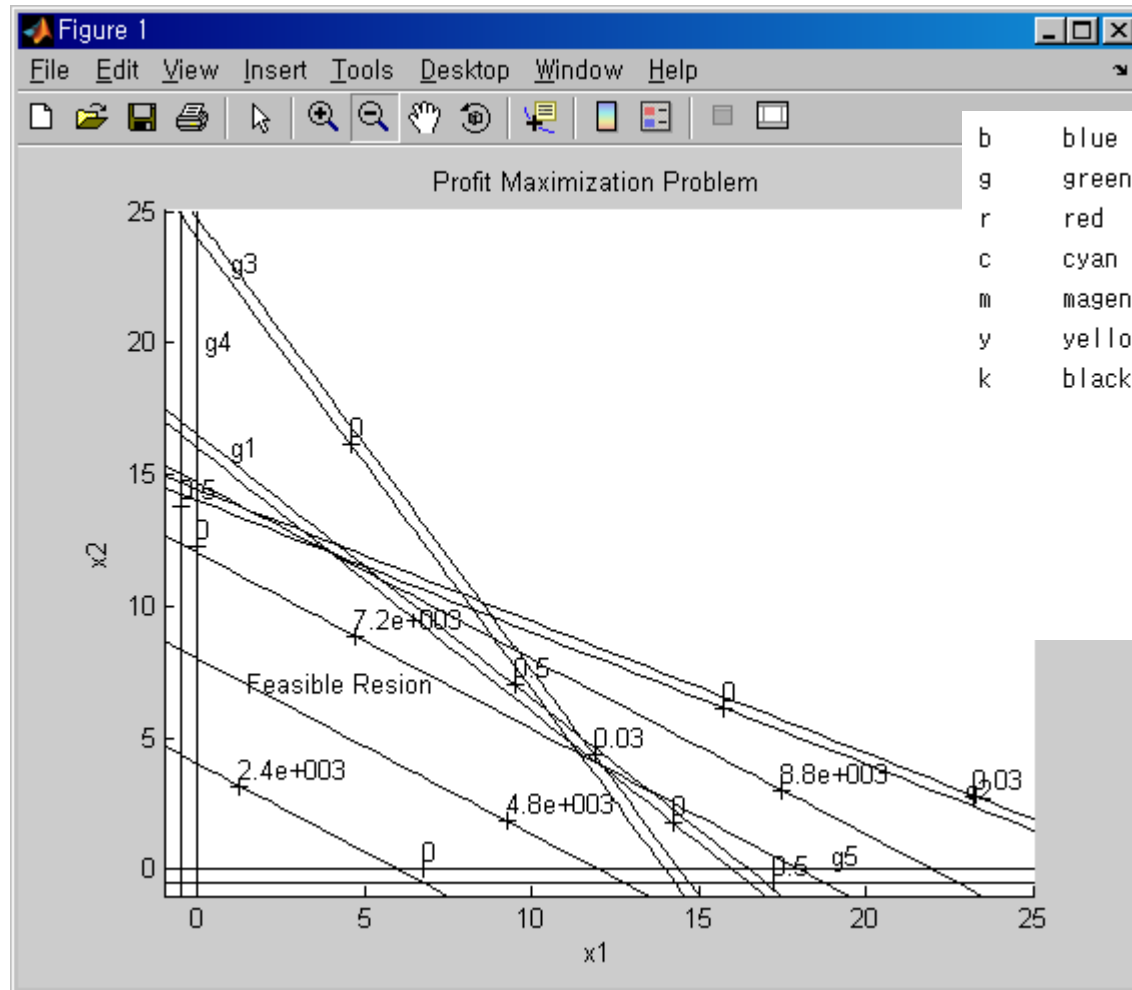 Figure 1
File Edit View Insert Tools Desktop Window Help
b blue
g green
r red
c cyan
m magen
y yello
k black
Profit Maximization Problem
25
20
15
10
5
0
x2
g3
g4
0
g1
0.5
0
7.2e+003
0.5
Feasible Resion
0
0.03
2.4e+003
8.8e+003
0.03
g2
4.8e+003
0
0
0.5
g5
0 5 10 15 20 25
x1